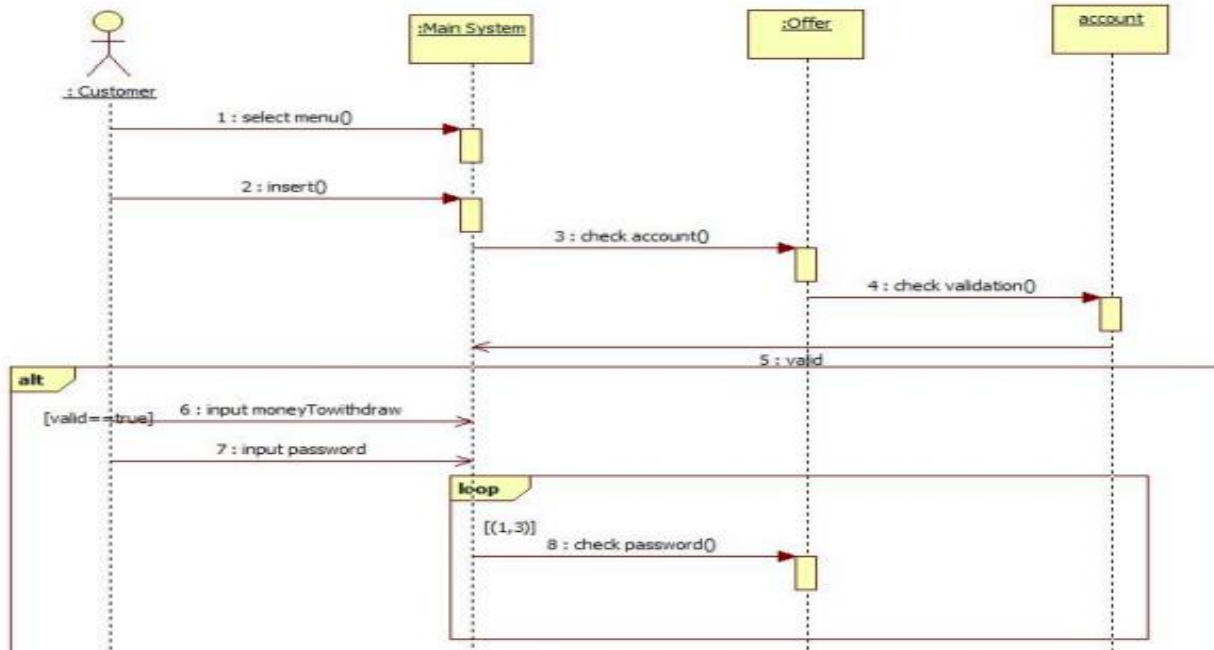 :Main System
:Offer
account
: Customer
1 : select menu()
2 : insert()
3 : check account()
4 : check validation()
5 : valid
alt
[valid==true]
6 : input moneyTowithdraw
7 : input password
loop
[(1,3)]
8 : check password()